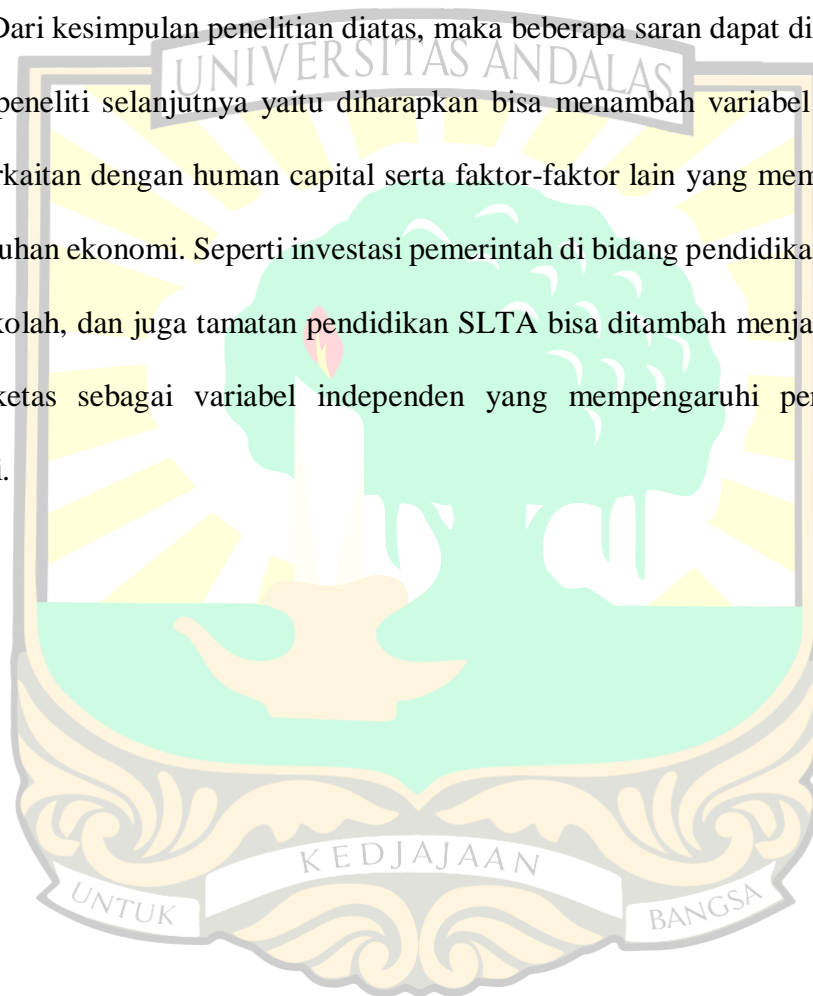 Dari kesimpulan penelitian diatas, maka beberapa saran dapat di
UNIVERSITAS ANDALAS
peneliti selanjutnya yaitu diharapkan bisa menambah variabel
rkaitan dengan human capital serta faktor-faktor lain yang mem
uhan ekonomi. Seperti investasi pemerintah di bidang pendidika
kolah, dan juga tamatan pendidikan SLTA bisa ditambah menja
ketas sebagai variabel independen yang mempengaruhi per
i.
KEDJAJAAN
UNTUK BANGSA